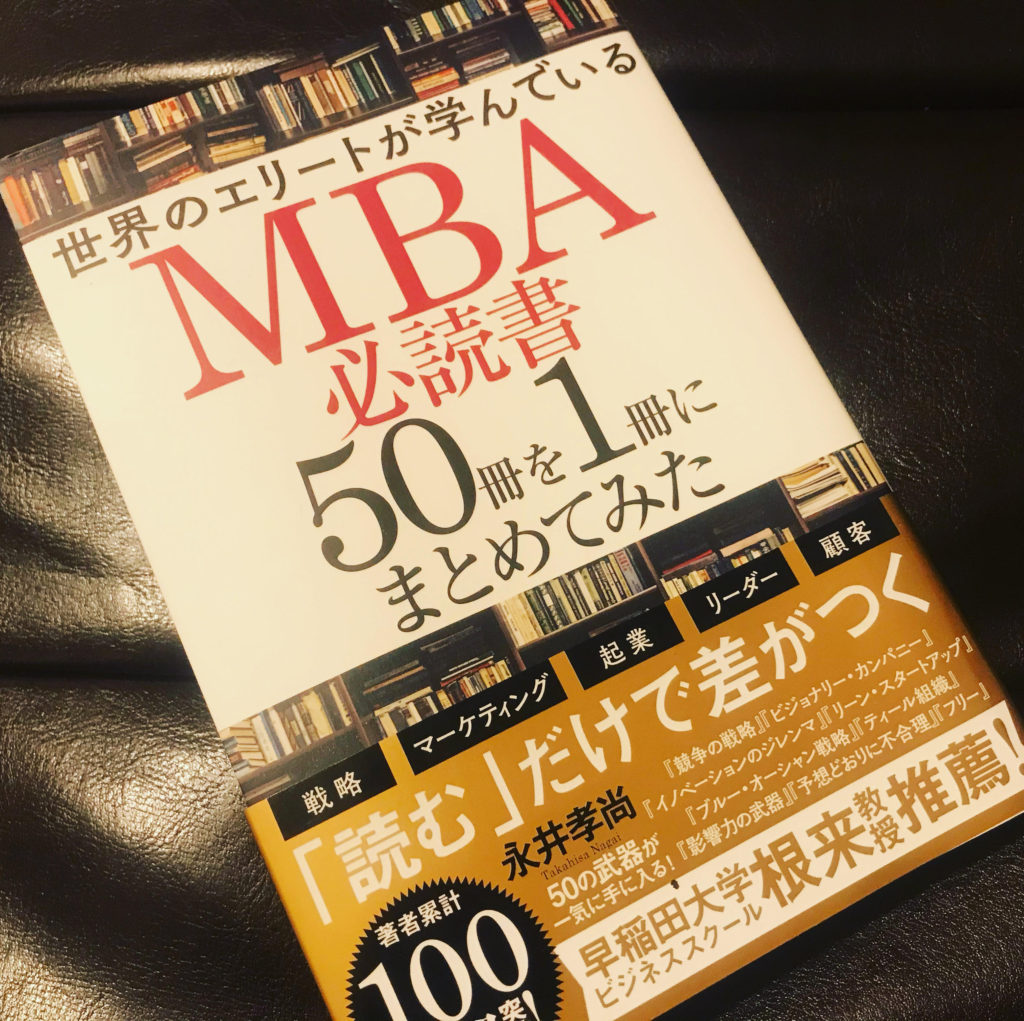 世界のエリートが学んでいる
MBA
必読書
50冊を1冊に
まとめてみた
戦略
マーケティング
起業
リーダー
顧客
「読む」だけで差がつく
永井孝尚
Takahisa Nagai
『競争の戦略』『ビジョナリー・カンパニー』
『イノベーションのジレンマ』『リーン・スタートアップ』
『ブルー・オーシャン戦略』『ティール組織』
『影響力の武器』『予想どおりに不合理』『フリー』
50の武器が
一気に手に入る!
早稲田大学
ビジネススクール
根来教授推薦!
著者累計
100
突